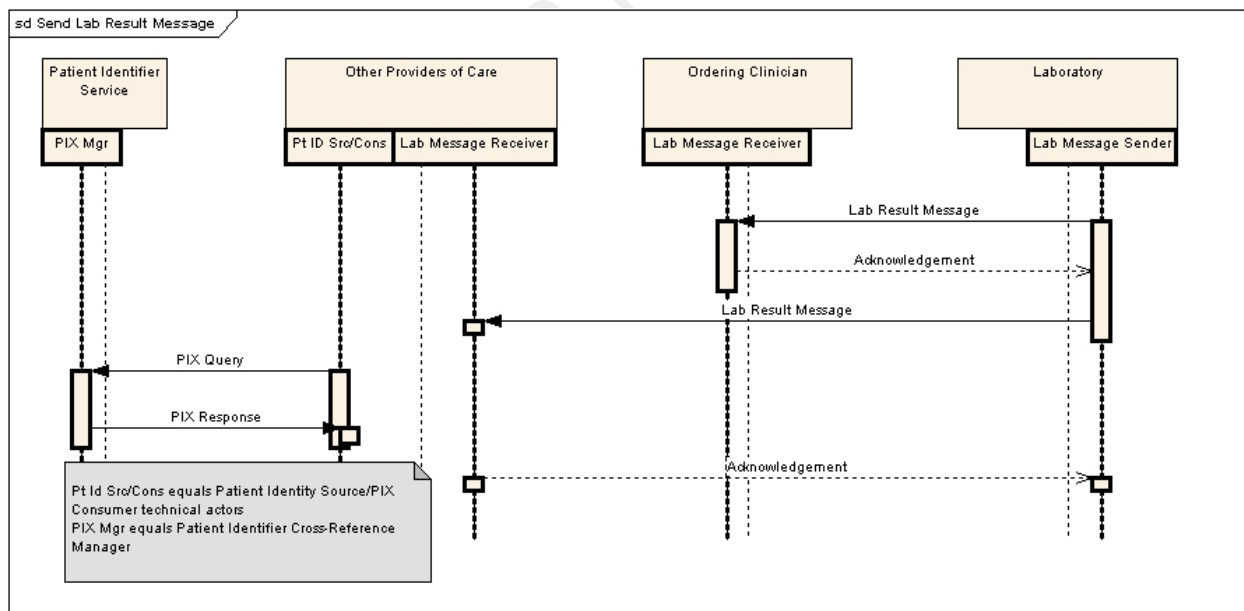 sd Send Lab Result Message
Patient Identifier
Service
Other Providers of Care
Ordering Clinician
Laboratory
PIX Mgr
Pt ID Src/Cons
Lab Message Receiver
Lab Message Receiver
Lab Message Sender
Lab Result Message
Acknowledgement
Lab Result Message
PIX Query
PIX Response
Acknowledgement
Pt Id Src/Cons equals Patient Identity Source/PIX
Consumer technical actors
PIX Mgr equals Patient Identifier Cross-Reference
Manager